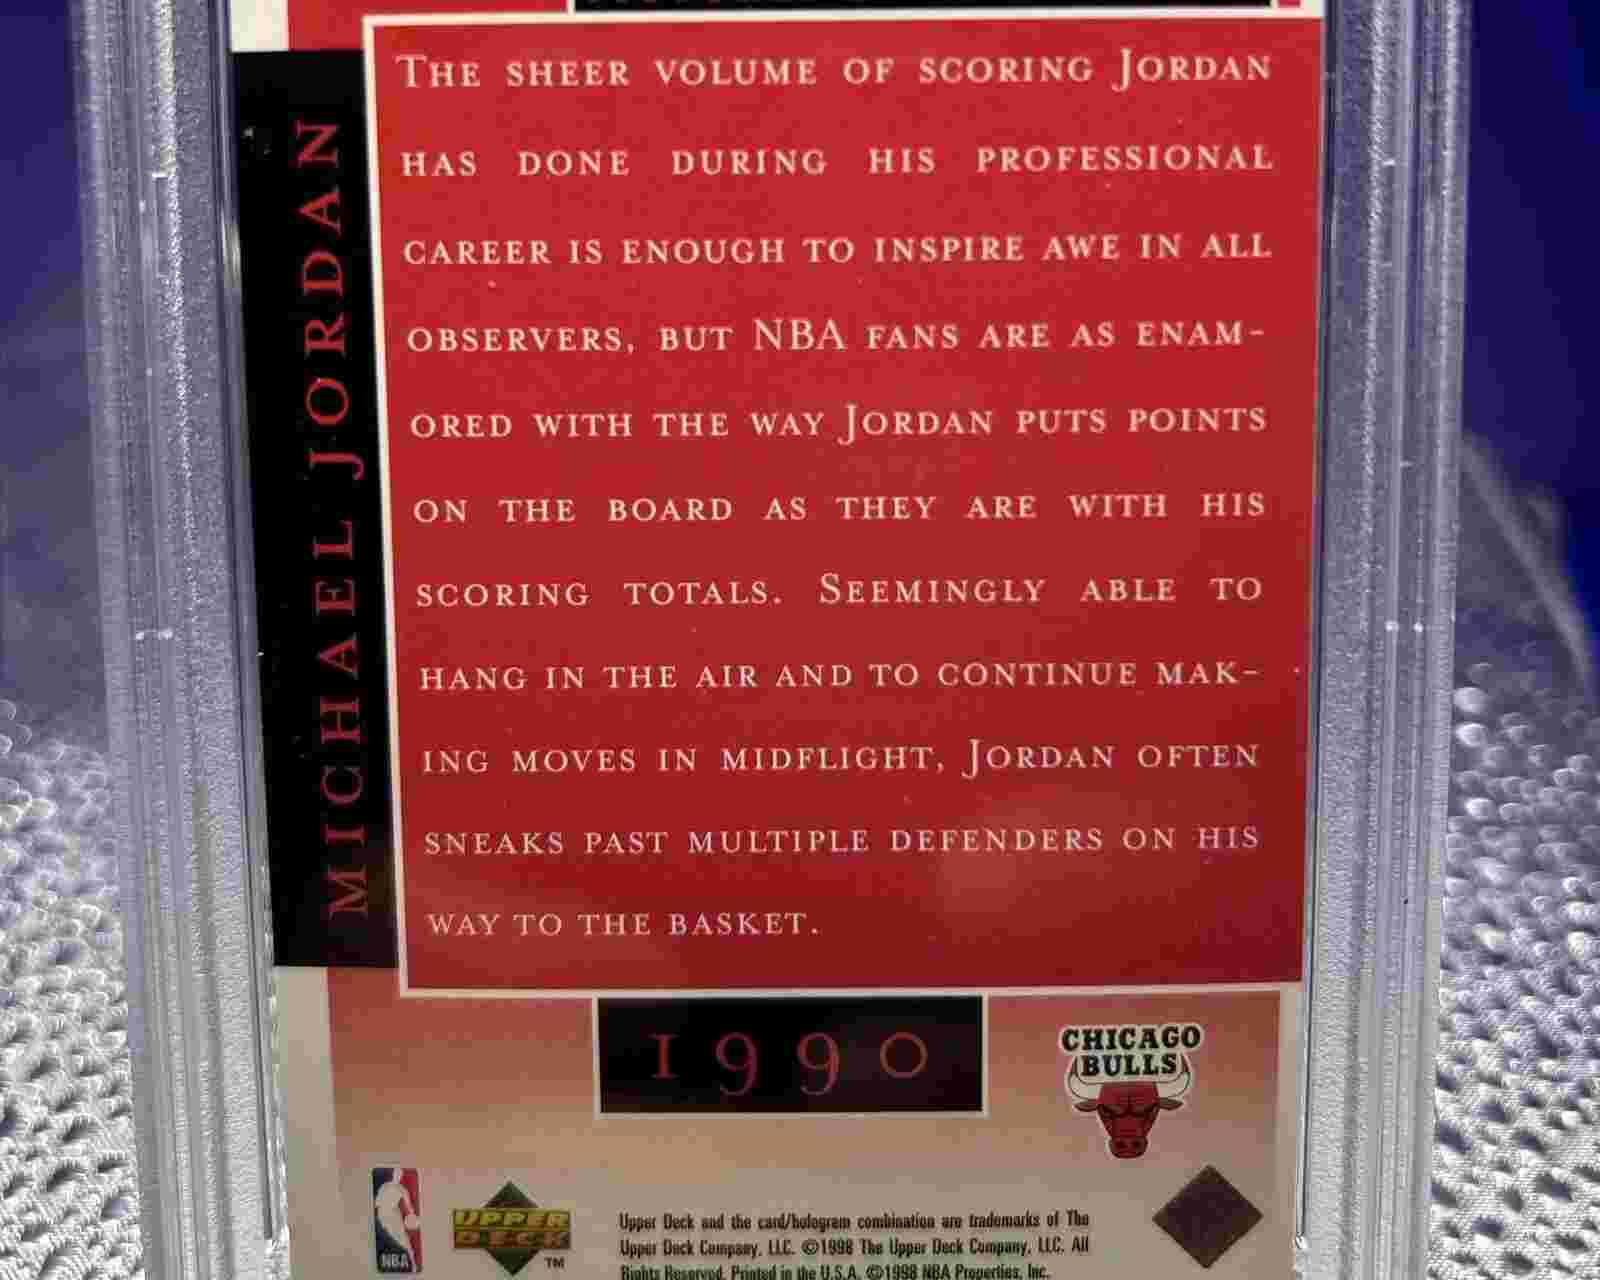 The sheer volume of scoring Jordan
has done during his professional
career is enough to inspire awe in all
observers, but NBA fans are as enam-
ored with the way Jordan puts points
on the board as they are with his
scoring totals. Seemingly able to
hang in the air and to continue mak-
ing moves in midflight, Jordan often
sneaks past multiple defenders on his
way to the basket.
MICHAEL JORDAN
1990
CHICAGO
BULLS
NBA
UPPER
DECK
TM
Upper Deck and the card/hologram combination are trademarks of The
Upper Deck Company, LLC. ©1998 The Upper Deck Company, LLC. All
Rights Reserved. Printed in the U.S.A. ©1998 NBA Properties, Inc.